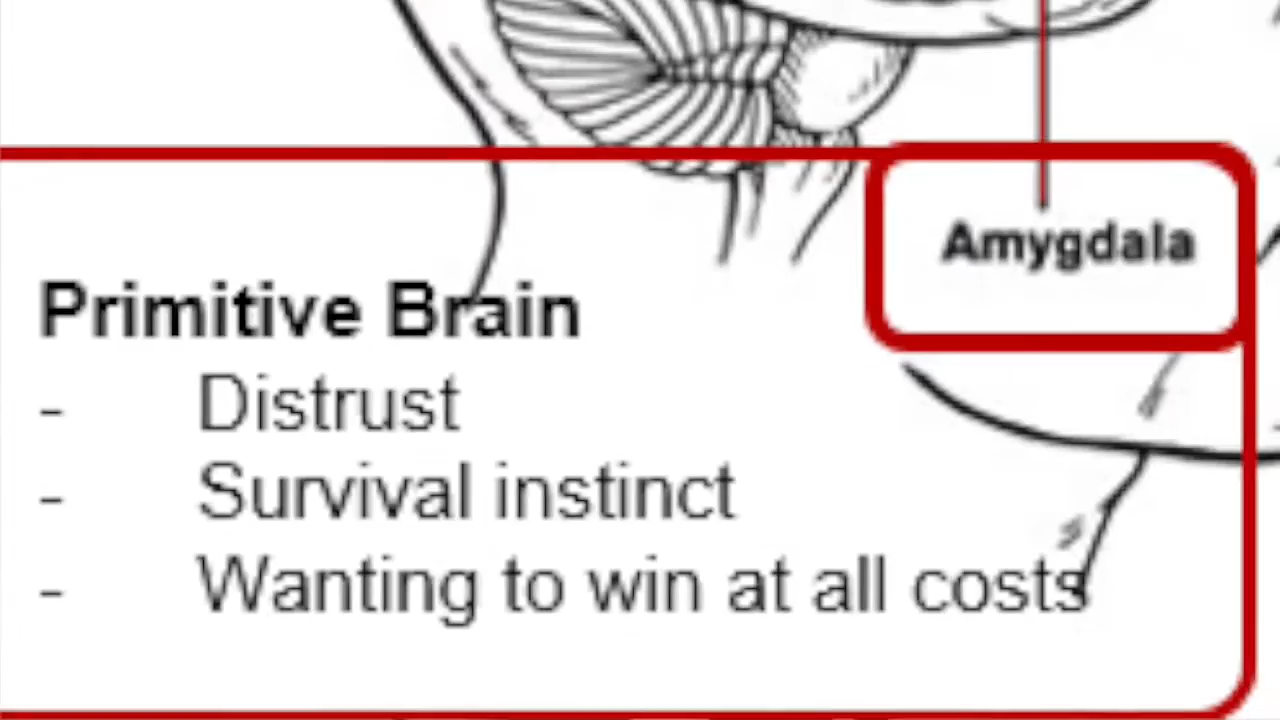 Amygdala
Primitive Brain
- Distrust
- Survival instinct
- Wanting to win at all costs